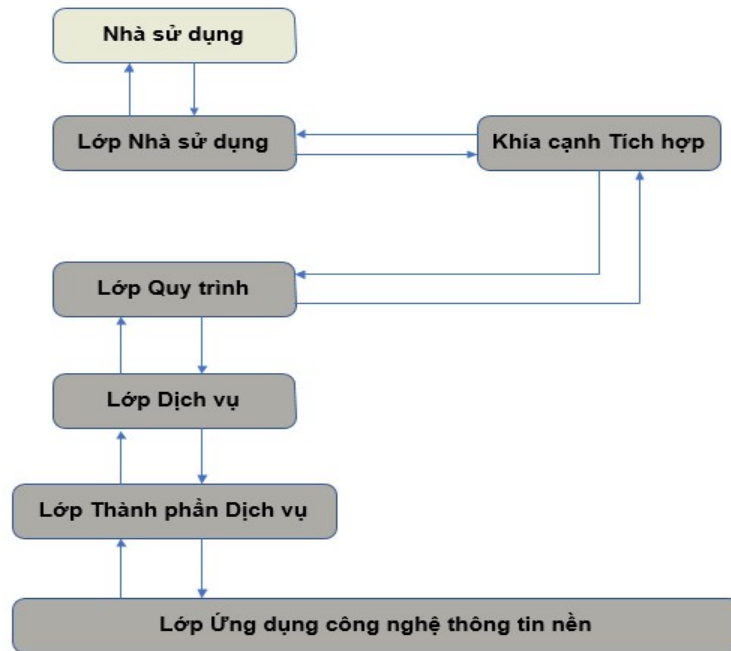 Nhà sử dụng
Lớp Nhà sử dụng
Khía cạnh Tích hợp
Lớp Quy trình
Lớp Dịch vụ
Lớp Thành phần Dịch vụ
Lớp Ứng dụng công nghệ thông tin nền